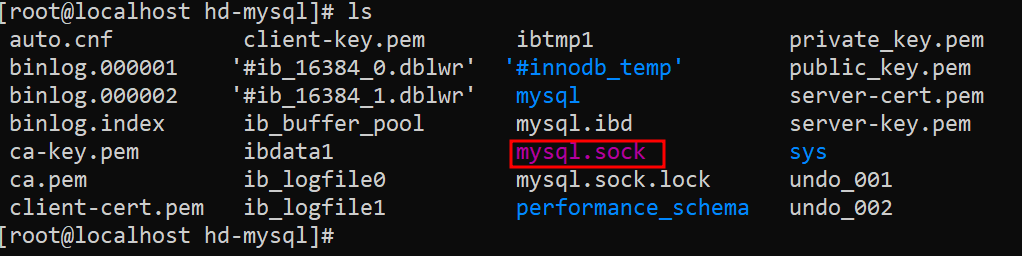 [root@localhost hd-mysql]# ls
auto.cnf client-key.pem ibtmp1 private_key.pem
binlog.000001 '#ib_16384_0.dblwr' '#innodb_temp' public_key.pem
binlog.000002 '#ib_16384_1.dblwr' mysql server-cert.pem
binlog.index ib_buffer_pool mysql.ibd server-key.pem
ca-key.pem ibdata1 mysql.sock sys
ca.pem ib_logfile0 mysql.sock.lock undo_001
client-cert.pem ib_logfile1 performance_schema undo_002
[root@localhost hd-mysql]#